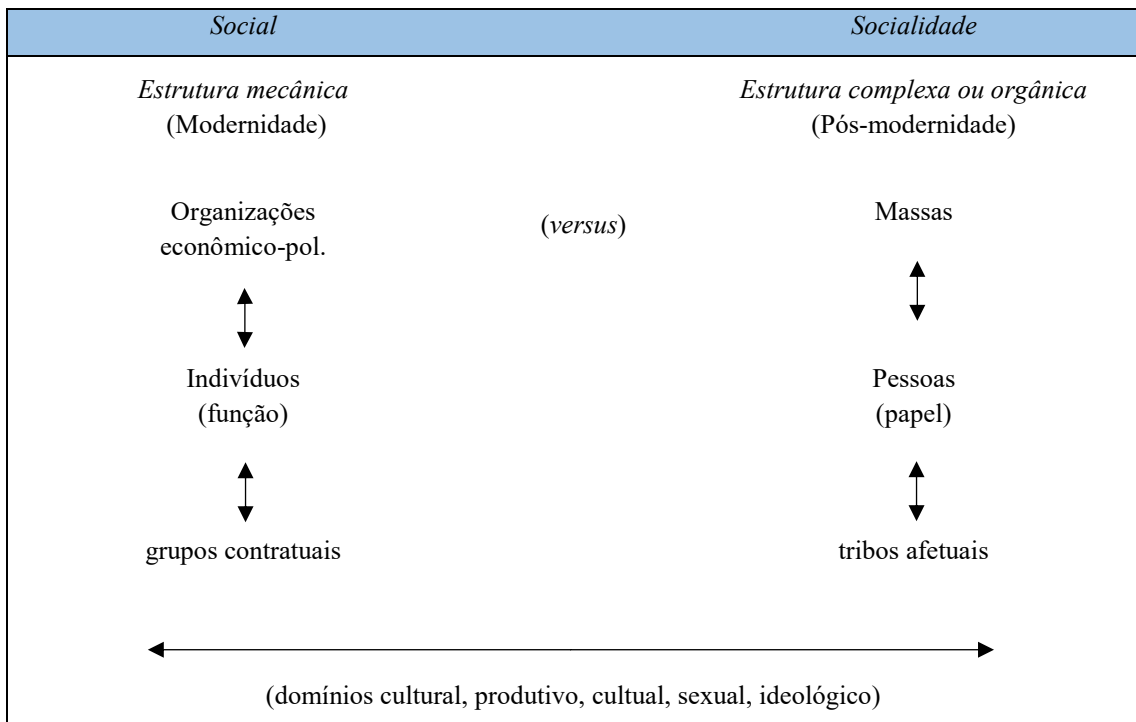 Social
Socialidade
Estrutura mecânica
(Modernidade)
Estrutura complexa ou orgânica
(Pós-modernidade)
Organizações
econômico-pol.
(versus)
Massas
Indivíduos
(função)
Pessoas
(papel)
grupos contratuais
tribos afetuais
(domínios cultural, produtivo, cultual, sexual, ideológico)